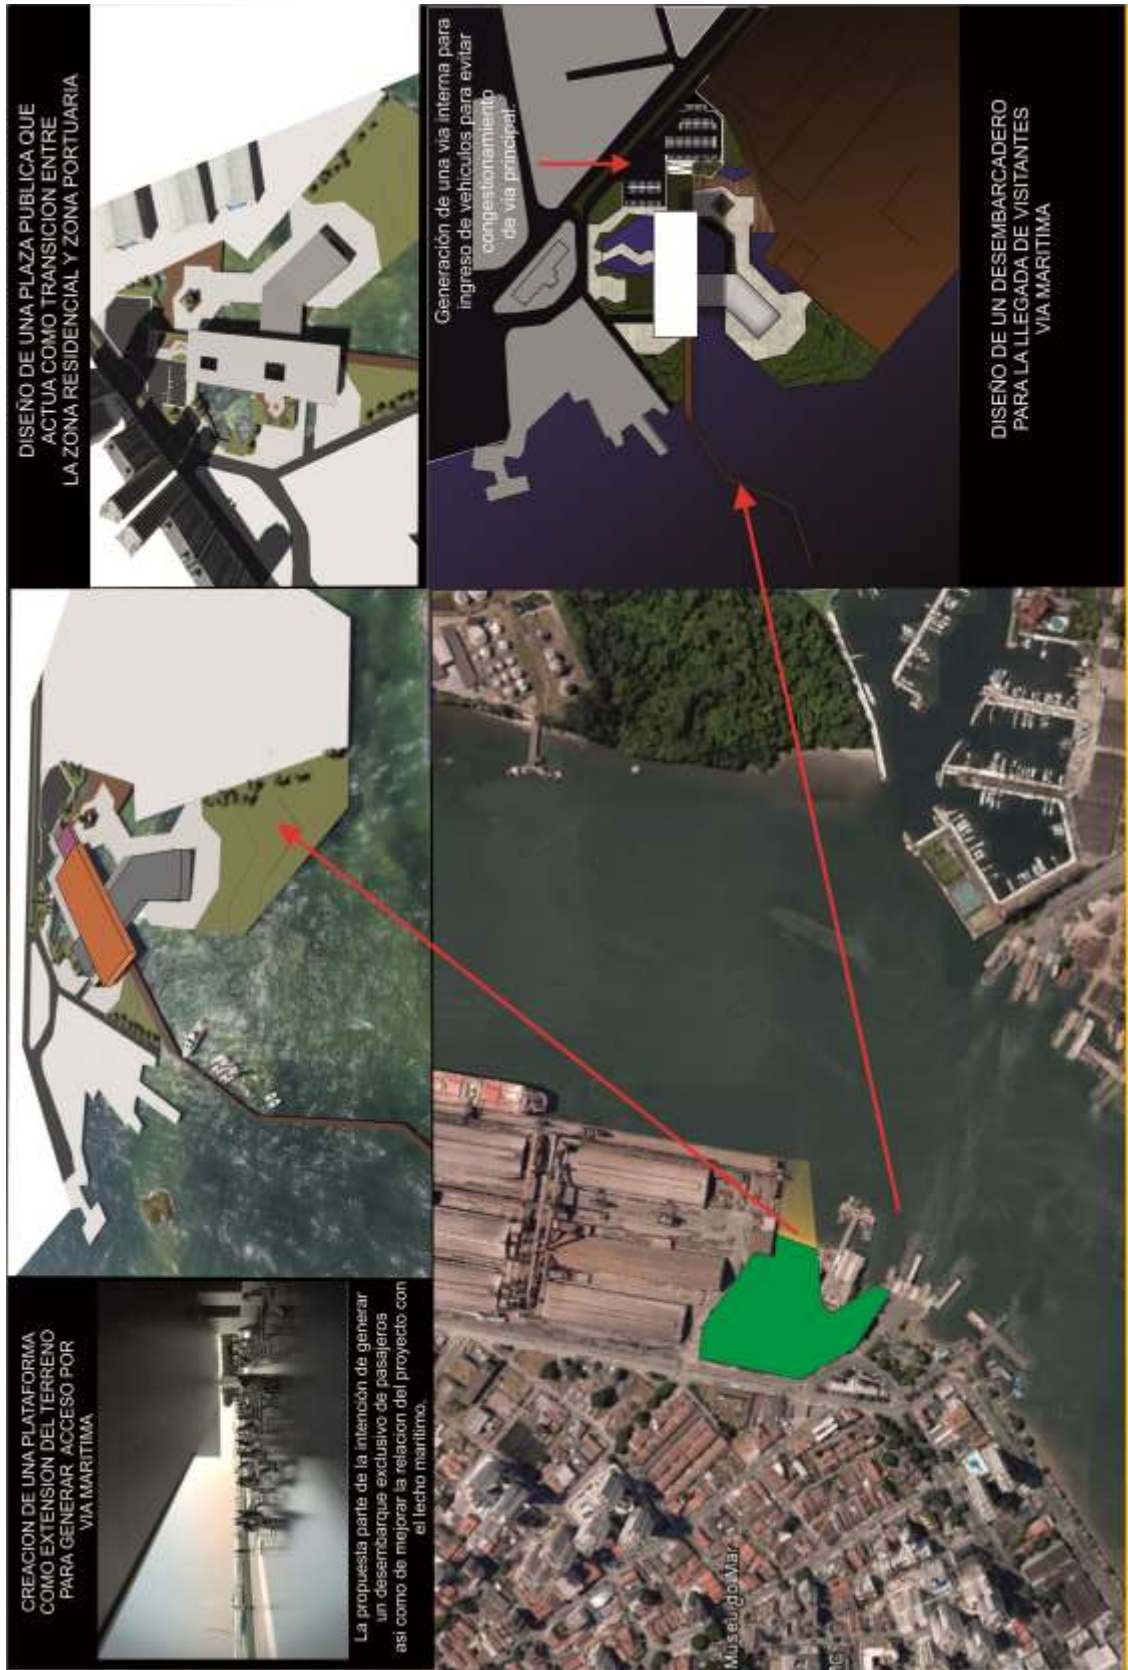 CREACION DE UNA PLATAFORMA
COMO EXTENSION DEL TERRENO
PARA GENERAR ACCESO POR
VIA MARITIMA
La propuesta parte de la intención de generar
un desembarque exclusivo de pasajeros
así como de mejorar la relacion del proyecto con
el lecho marítimo.
DISEÑO DE UNA PLAZA PUBLICA QUE
ACTUA COMO TRANSICION ENTRE
LA ZONA RESIDENCIAL Y ZONA PORTUARIA
Museu do Mar
Generación de una via interna para
ingreso de vehículos para evitar
congestionamiento
de vía principal.
DISEÑO DE UN DESEMBARCADERO
PARA LA LLEGADA DE VISITANTES
VIA MARITIMA